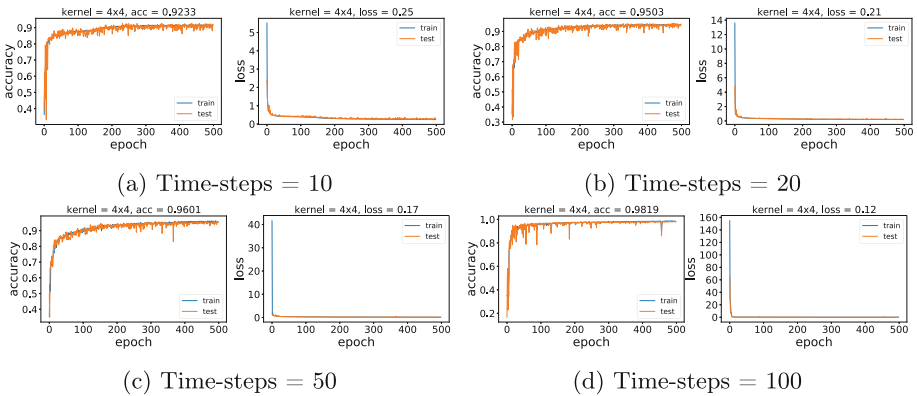 kernel = 4x4, acc = 0.9233
accuracy
0.9
0.8
0.7
0.6
0.5
0.4
train
test
0 100 200 300 400 500
epoch
kernel = 4x4, loss = 0.25
loss
5
4
3
2
1
0
train
test
0 100 200 300 400 500
epoch
(a) Time-steps = 10
kernel = 4x4, acc = 0.9503
accuracy
0.9
0.8
0.7
0.6
0.5
0.4
0.3
train
test
0 100 200 300 400 500
epoch
kernel = 4x4, loss = 0.21
loss
14
12
10
8
6
4
2
0
train
test
0 100 200 300 400 500
epoch
(b) Time-steps = 20
kernel = 4x4, acc = 0.9601
accuracy
0.9
0.8
0.7
0.6
0.5
0.4
train
test
0 100 200 300 400 500
epoch
kernel = 4x4, loss = 0.17
loss
40
30
20
10
0
train
test
0 100 200 300 400 500
epoch
(c) Time-steps = 50
kernel = 4x4, acc = 0.9819
accuracy
1.0
0.8
0.6
0.4
0.2
train
test
0 100 200 300 400 500
epoch
kernel = 4x4, loss = 0.12
loss
160
140
120
100
80
60
40
20
0
train
test
0 100 200 300 400 500
epoch
(d) Time-steps = 100